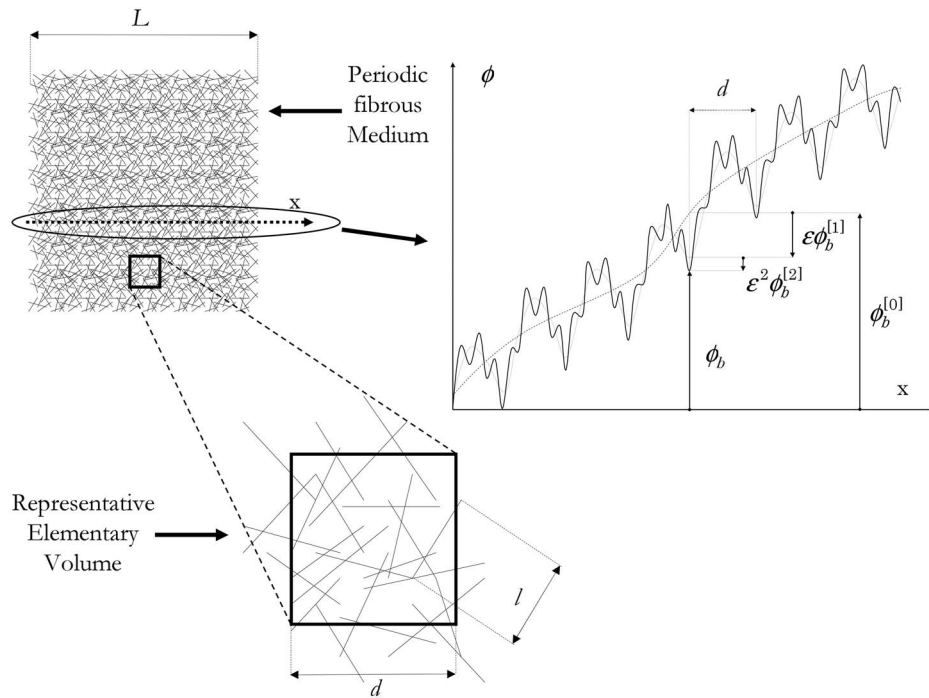 L
Periodic
fibrous
Medium
x
ϕ
d
εϕ_b^[1]
ε²ϕ_b^[2]
ϕ_b^[0]
ϕ_b
x
Representative
Elementary
Volume
l
d